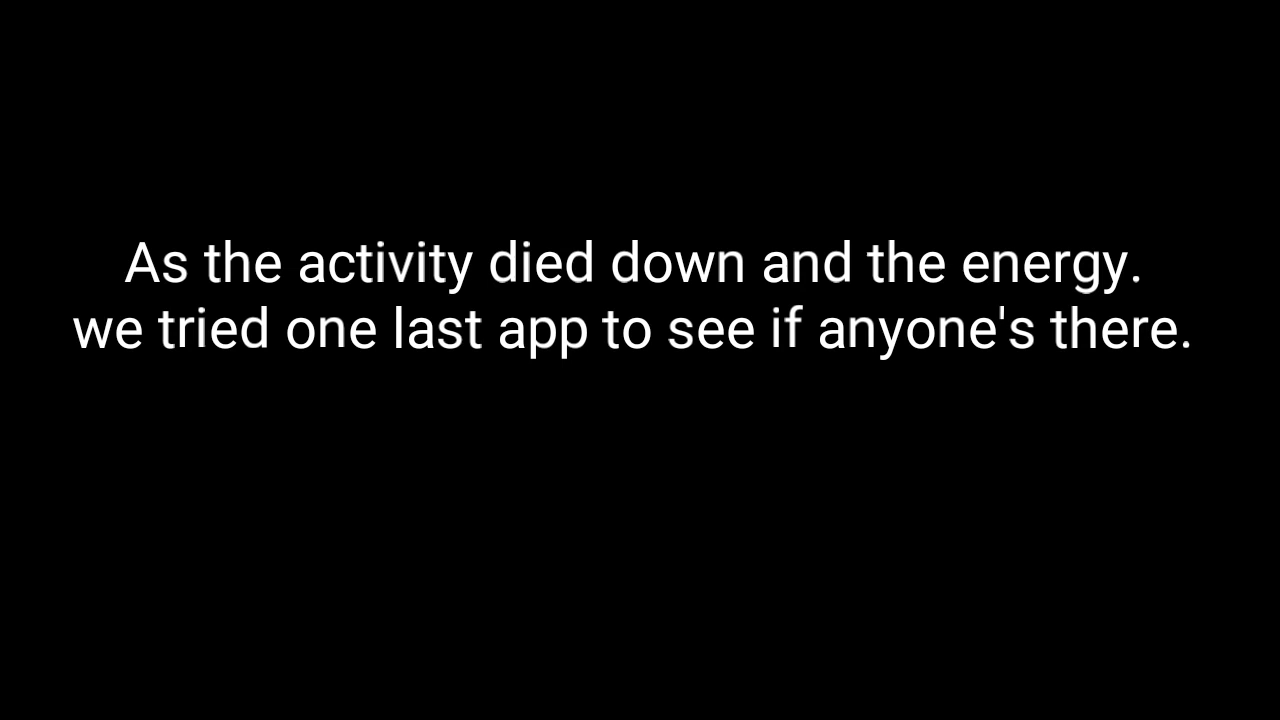 As the activity died down and the energy.
we tried one last app to see if anyone's there.